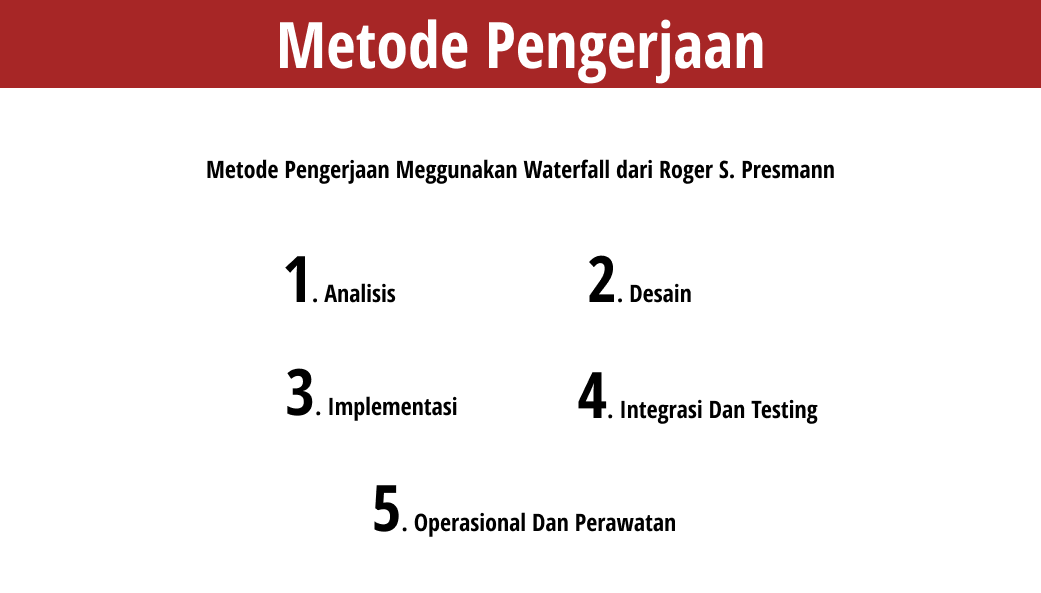 Metode Pengerjaan
Metode Pengerjaan Meggunakan Waterfall dari Roger S. Presmann
1. Analisis
2. Desain
3. Implementasi
4. Integrasi Dan Testing
5. Operasional Dan Perawatan